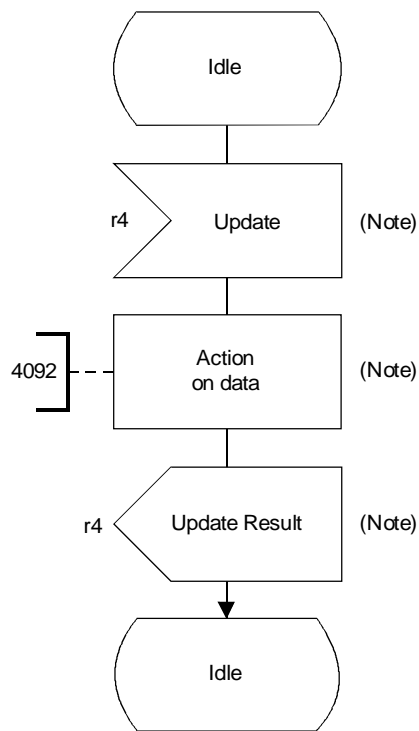 Idle
r4
Update
(Note)
4092
Action
on data
(Note)
r4
Update Result
(Note)
Idle